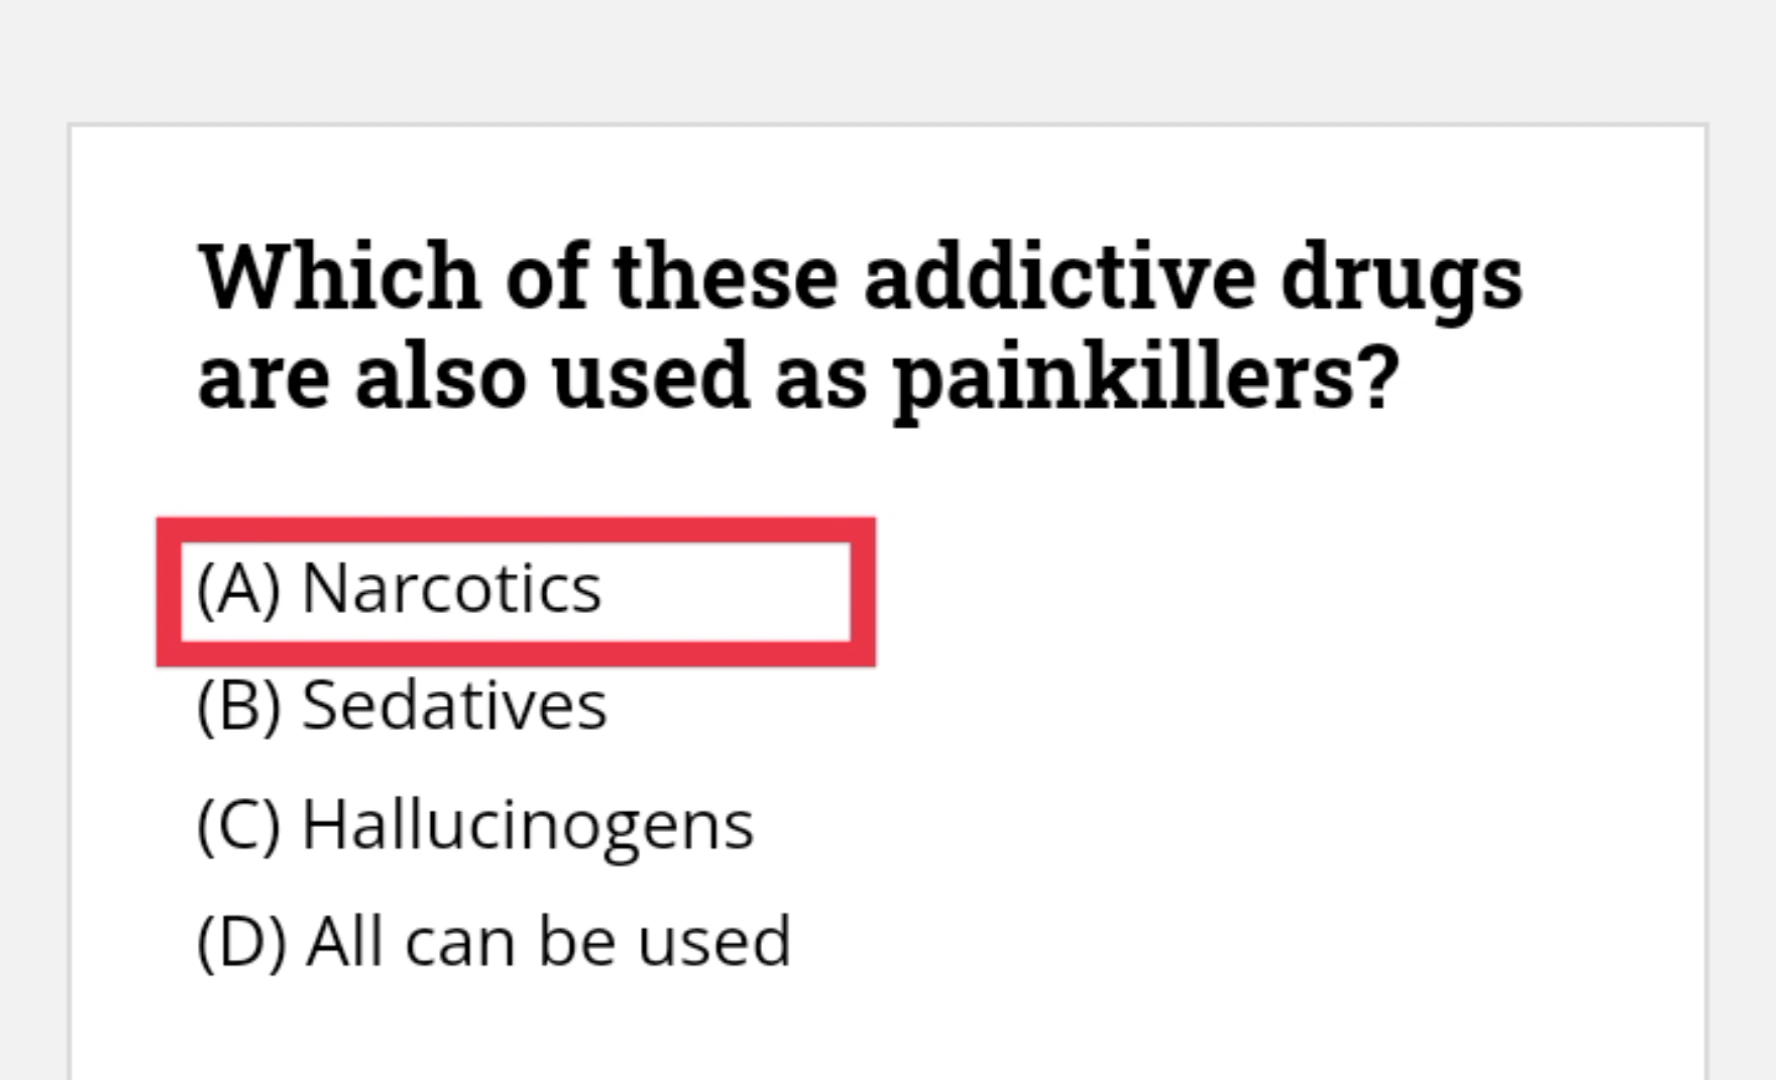 Which of these addictive drugs
are also used as painkillers?
(A) Narcotics
(B) Sedatives
(C) Hallucinogens
(D) All can be used